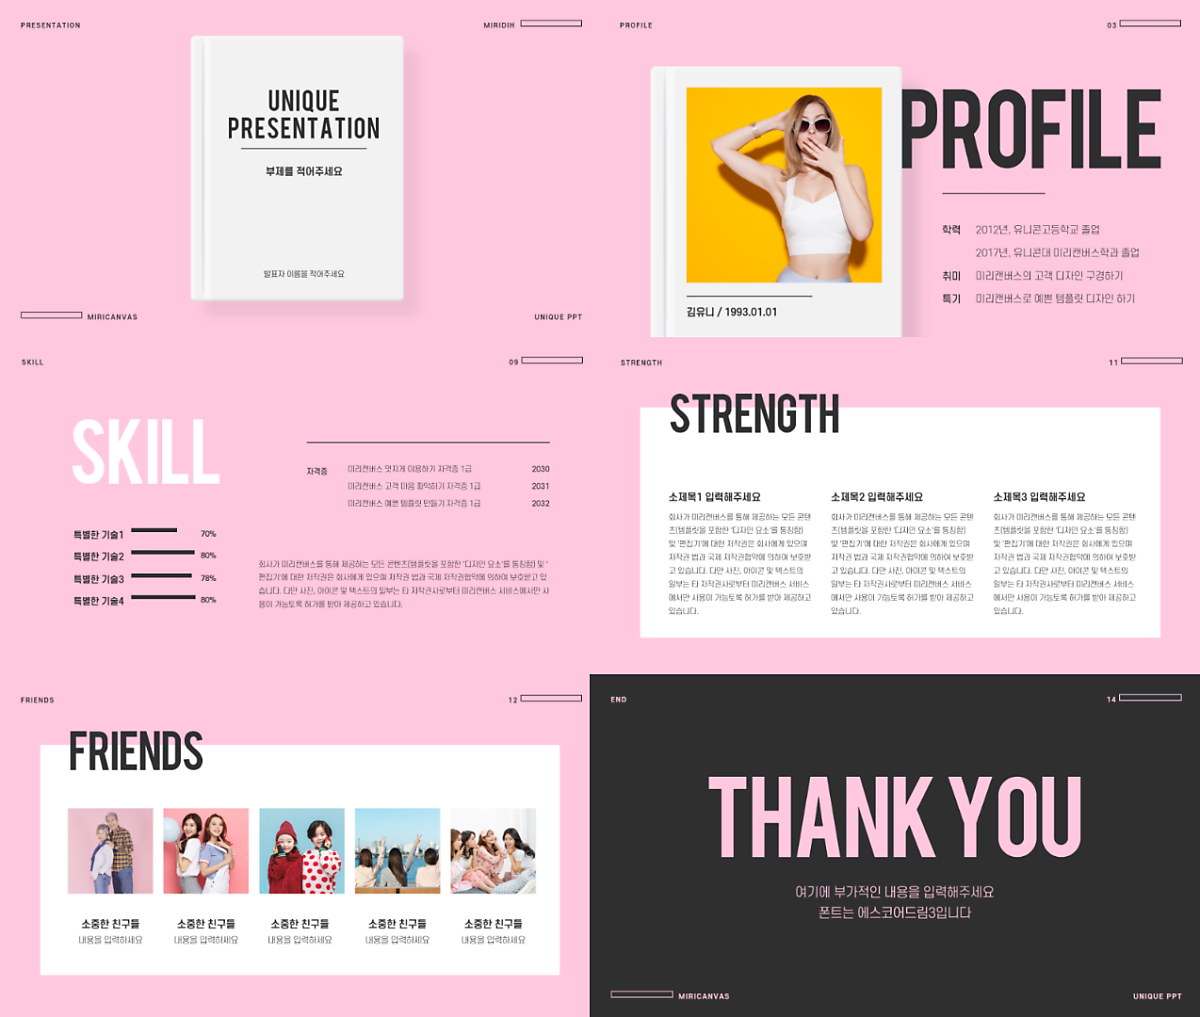 PRESENTATION
MIRIDIH
UNIQUE
PRESENTATION
부제를 적어주세요
발표자 이름을 적어주세요
MIRICANVAS
UNIQUE PPT
PROFILE
03
PROFILE
김유니 / 1993.01.01
학력 2012년, 유니콘고등학교 졸업
2017년, 유니콘대 미리캔버스학과 졸업
취미 미리캔버스의 고객 디자인 구경하기
특기 미리캔버스로 예쁜 템플릿 디자인 하기
SKILL
09
SKILL
특별한 기술1 70%
특별한 기술2 80%
특별한 기술3 78%
특별한 기술4 80%
자격증 미리캔버스 멋지게 이용하기 자격증 1급 2030
미리캔버스 고객 마음 파악하기 자격증 1급 2031
미리캔버스 예쁜 템플릿 만들기 자격증 1급 2032
회사가 미리캔버스를 통해 제공하는 모든 콘텐츠(템플릿을 포함한 '디자인 요소'를 통칭함) 및 '
편집기'에 대한 저작권은 회사에게 있으며 저작권 법과 국제 저작권협약에 의하여 보호받고 있
습니다. 다만 사진, 아이콘 및 텍스트의 일부는 타 저작권사로부터 미리캔버스 서비스에서만 사
용이 가능토록 허가를 받아 제공하고 있습니다.
STRENGTH
11
STRENGTH
소제목1 입력해주세요
회사가 미리캔버스를 통해 제공하는 모든 콘텐
츠(템플릿을 포함한 '디자인 요소'를 통칭함)
및 '편집기'에 대한 저작권은 회사에게 있으며
저작권 법과 국제 저작권협약에 의하여 보호받
고 있습니다. 다만 사진, 아이콘 및 텍스트의
일부는 타 저작권사로부터 미리캔버스 서비스
에서만 사용이 가능토록 허가를 받아 제공하고
있습니다.
소제목2 입력해주세요
회사가 미리캔버스를 통해 제공하는 모든 콘텐
츠(템플릿을 포함한 '디자인 요소'를 통칭함)
및 '편집기'에 대한 저작권은 회사에게 있으며
저작권 법과 국제 저작권협약에 의하여 보호받
고 있습니다. 다만 사진, 아이콘 및 텍스트의
일부는 타 저작권사로부터 미리캔버스 서비스
에서만 사용이 가능토록 허가를 받아 제공하고
있습니다.
소제목3 입력해주세요
회사가 미리캔버스를 통해 제공하는 모든 콘텐
츠(템플릿을 포함한 '디자인 요소'를 통칭함)
및 '편집기'에 대한 저작권은 회사에게 있으며
저작권 법과 국제 저작권협약에 의하여 보호받
고 있습니다. 다만 사진, 아이콘 및 텍스트의
일부는 타 저작권사로부터 미리캔버스 서비스
에서만 사용이 가능토록 허가를 받아 제공하고
있습니다.
FRIENDS
12
FRIENDS
소중한 친구들
내용을 입력하세요
소중한 친구들
내용을 입력하세요
소중한 친구들
내용을 입력하세요
소중한 친구들
내용을 입력하세요
소중한 친구들
내용을 입력하세요
END
14
THANK YOU
여기에 부가적인 내용을 입력해주세요
폰트는 에스코어드림3입니다
MIRICANVAS
UNIQUE PPT